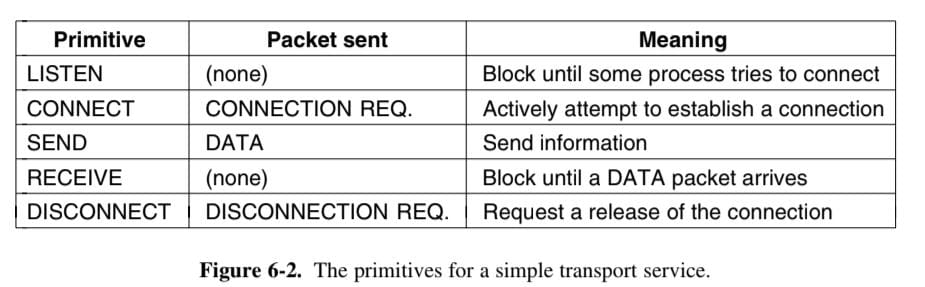 Primitive Packet sent Meaning
LISTEN (none) Block until some process tries to connect
CONNECT CONNECTION REQ. Actively attempt to establish a connection
SEND DATA Send information
RECEIVE (none) Block until a DATA packet arrives
DISCONNECT DISCONNECTION REQ. Request a release of the connection
Figure 6-2. The primitives for a simple transport service.